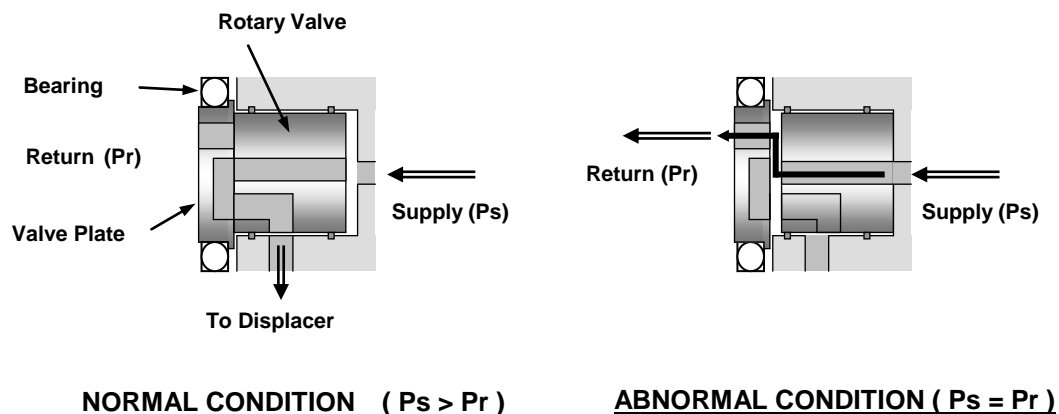 Rotary Valve
Bearing
Return (Pr)
Valve Plate
Supply (Ps)
To Displacer
NORMAL CONDITION ( Ps > Pr )
Return (Pr)
Supply (Ps)
ABNORMAL CONDITION ( Ps = Pr )